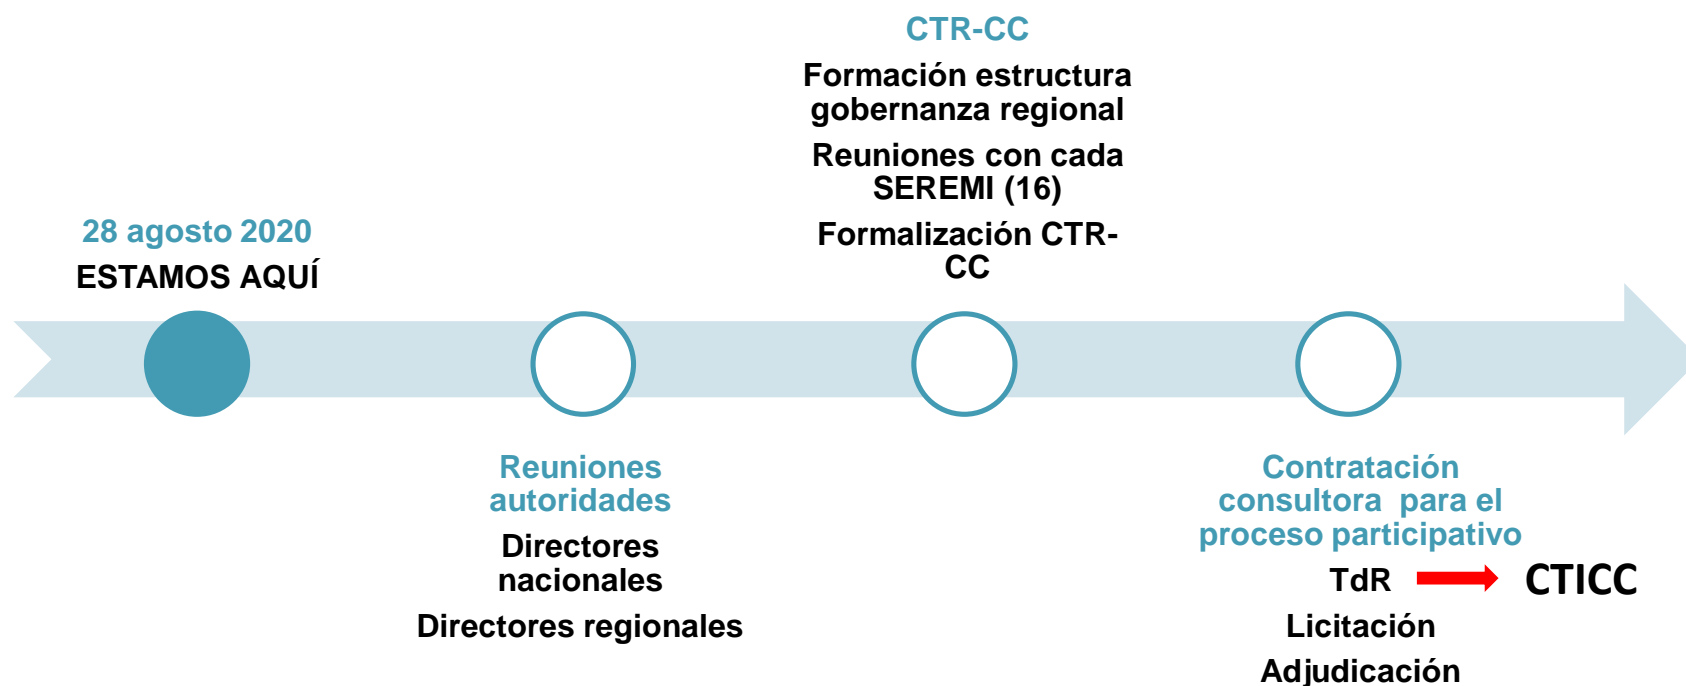 28 agosto 2020
ESTAMOS AQUÍ
Reuniones
autoridades
Directores
nacionales
Directores regionales
CTR-CC
Formación estructura
gobernanza regional
Reuniones con cada
SEREMI (16)
Formalización CTR-
CC
Contratación
consultora para el
proceso participativo
TdR CTICC
Licitación
Adjudicación